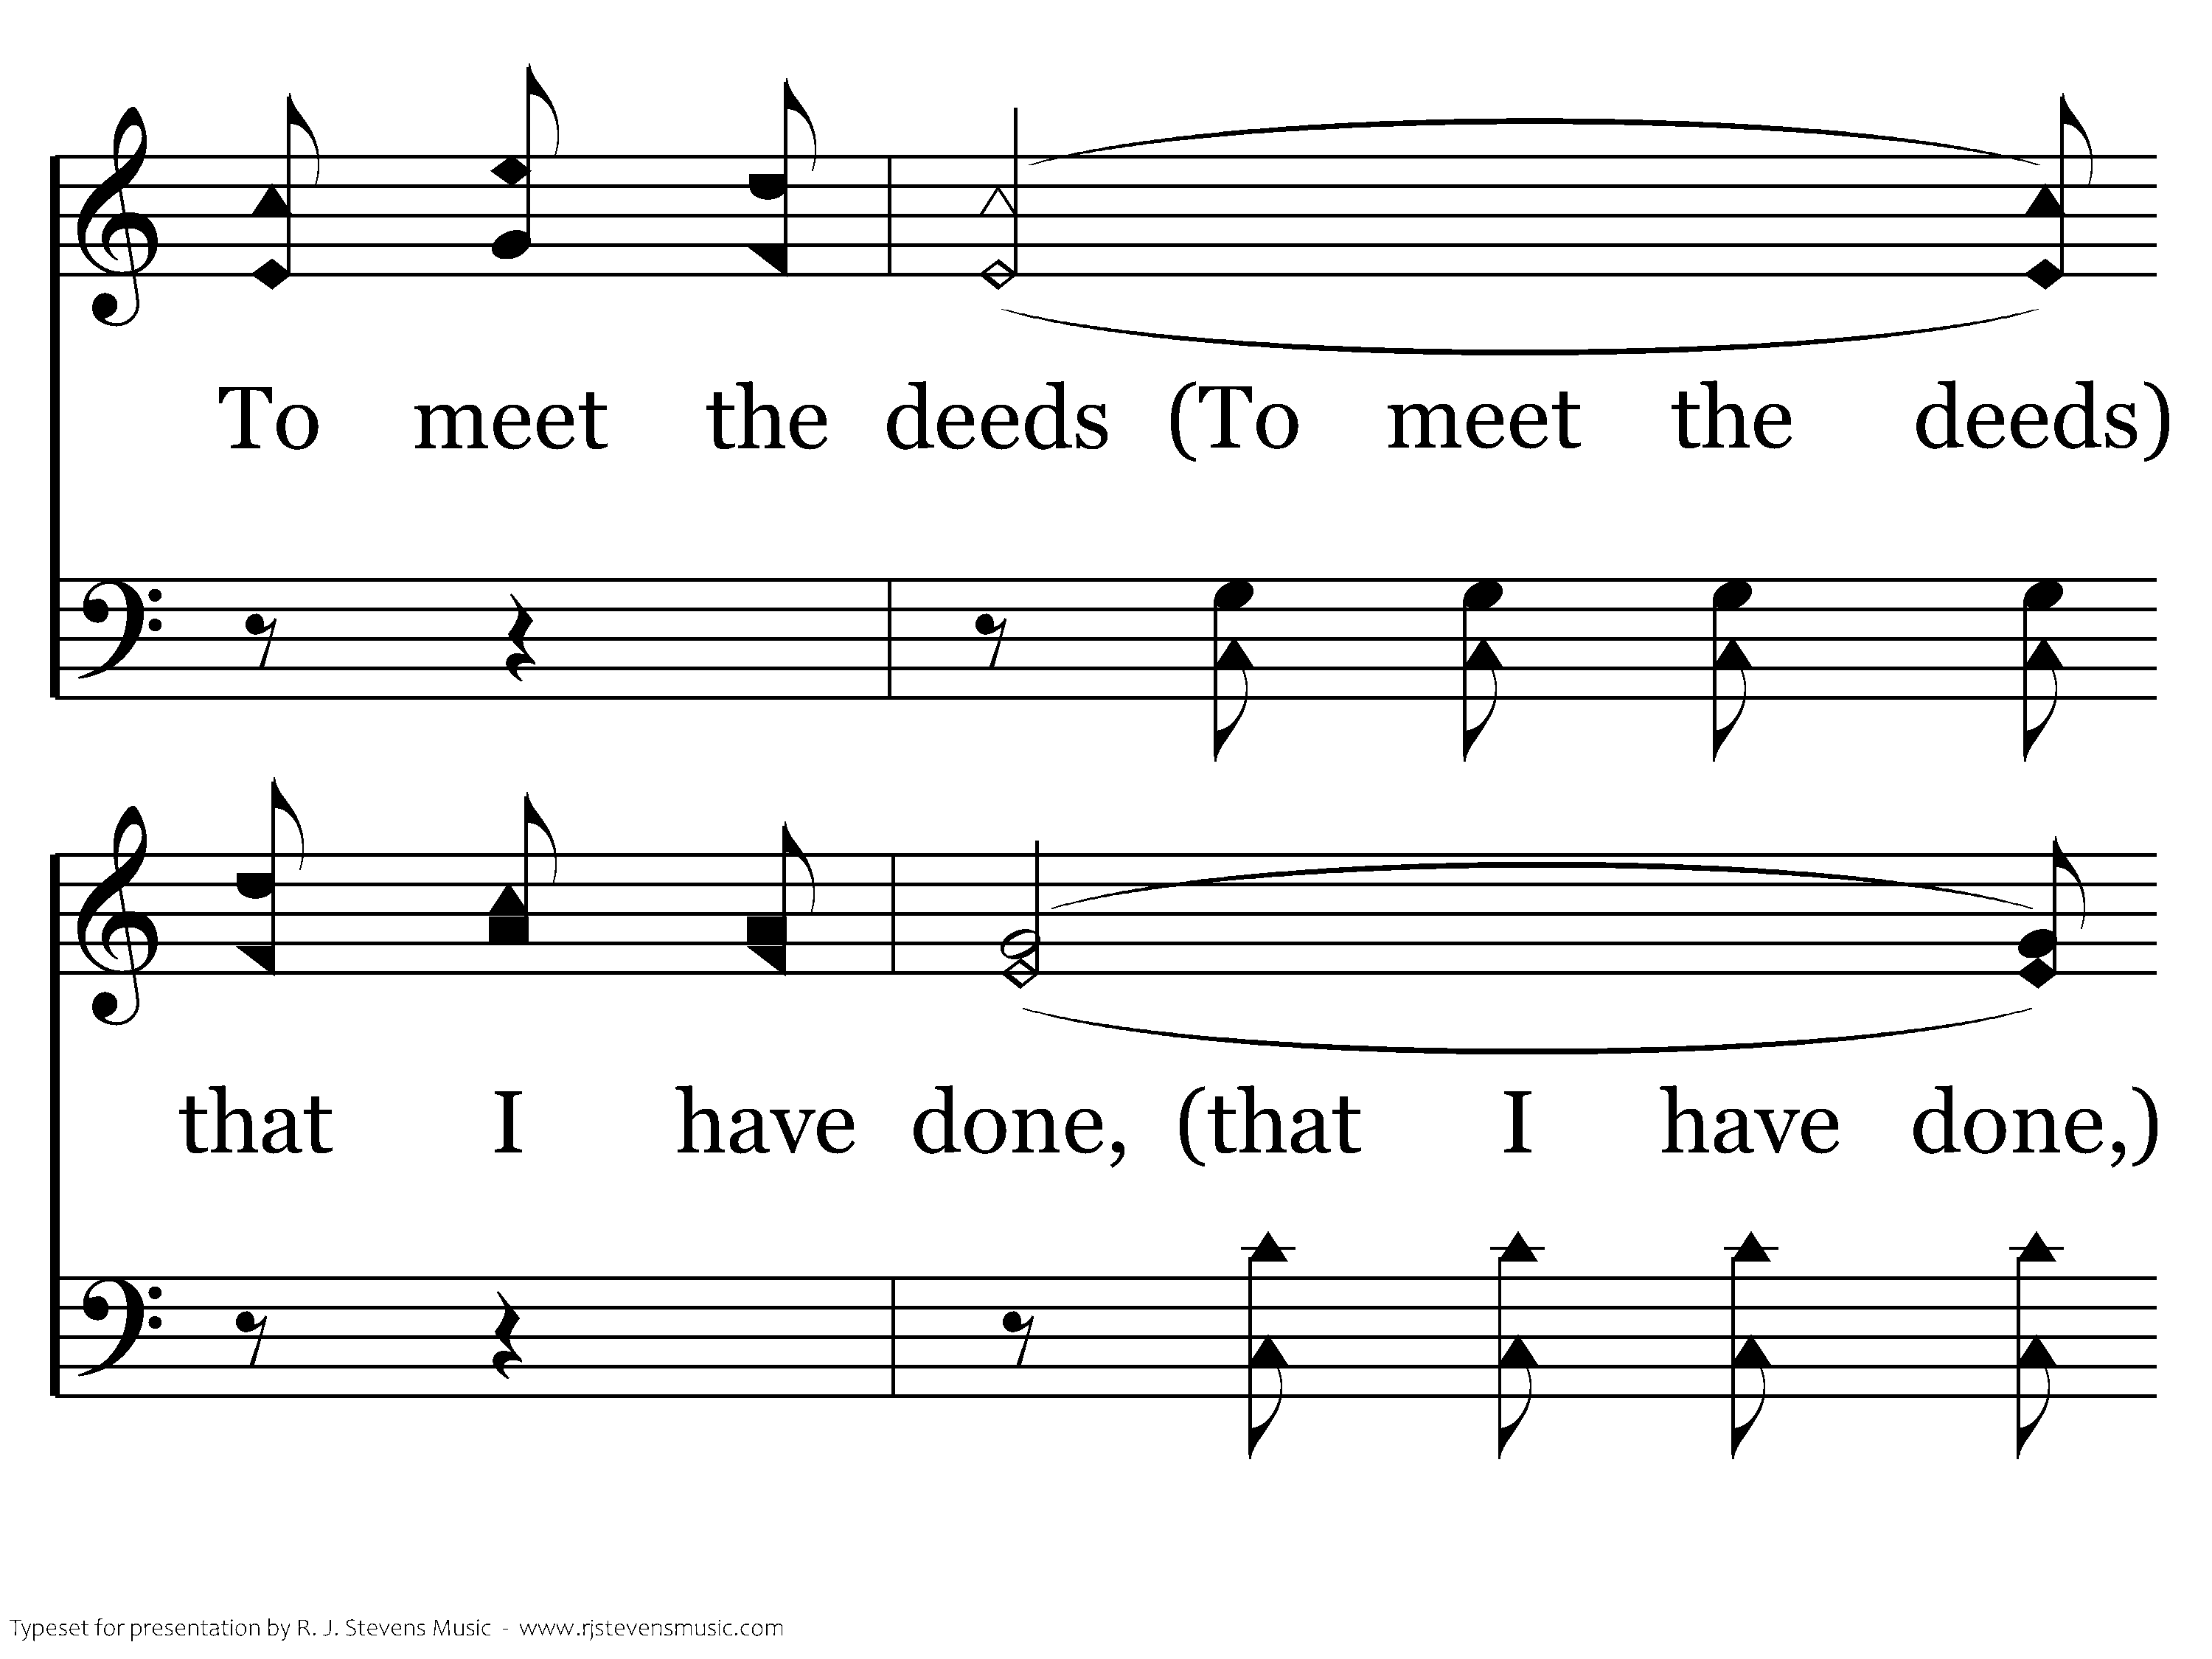 To meet the deeds (To meet the deeds)
that I have done, (that I have done,)
Typeset for presentation by R. J. Stevens Music - www.rjstevensmusic.com